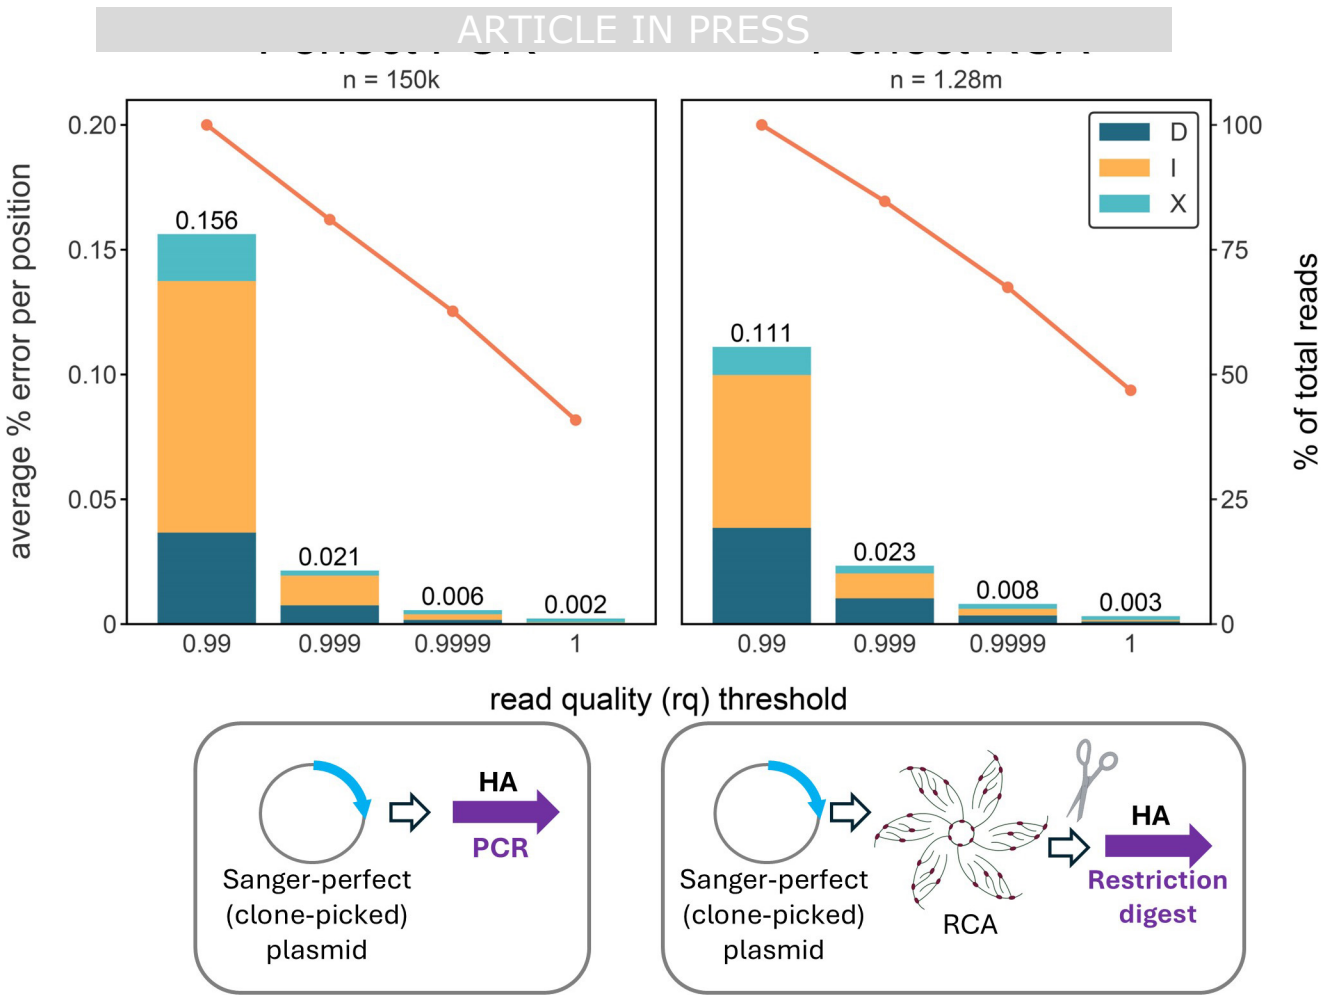 ARTICLE IN PRESS
n = 150k
n = 1.28m
average % error per position
0.20
0.15
0.10
0.05
0
0.156
0.021
0.006
0.002
0.99
0.999
0.9999
1
D
I
X
0.111
0.023
0.008
0.003
0.99
0.999
0.9999
1
100
75
50
25
0
% of total reads
read quality (rq) threshold
HA
PCR
Sanger-perfect
(clone-picked)
plasmid
Sanger-perfect
(clone-picked)
plasmid
RCA
HA
Restriction
digest